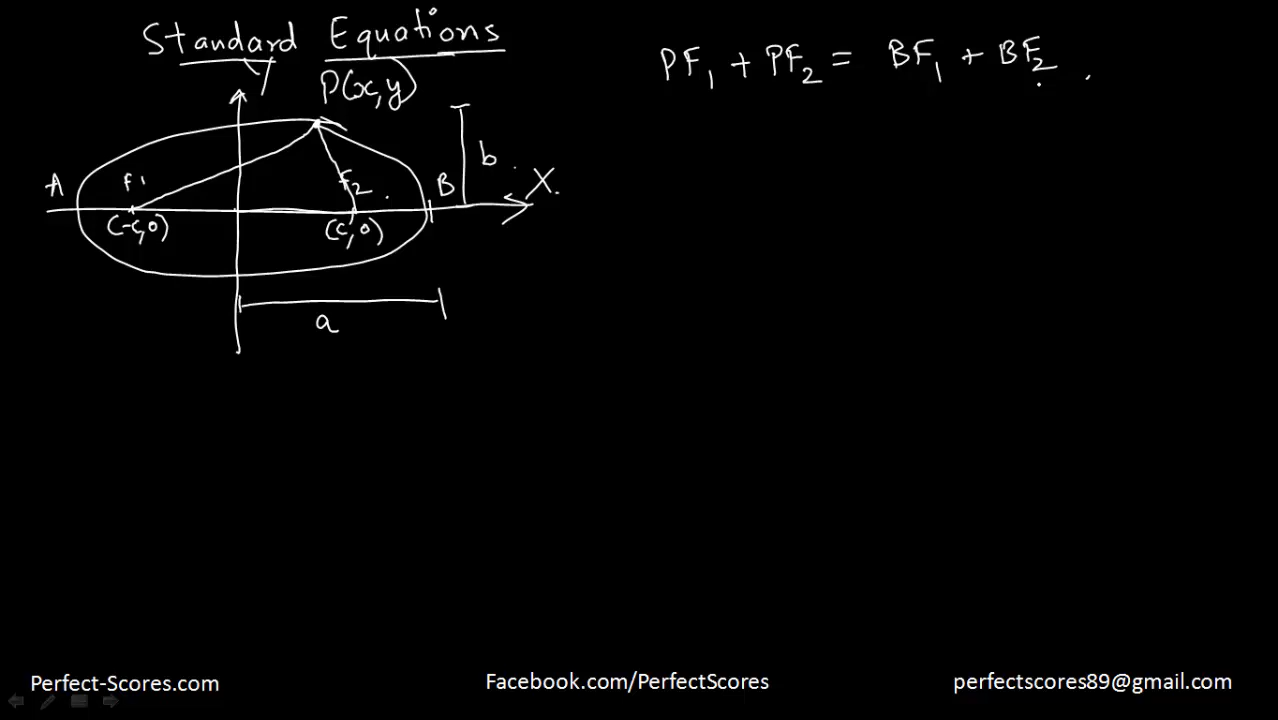 Standard Equations
PF1 + PF2 = BF1 + BF2
y
P(x,y)
A
F1
F2
B
b
X
(-c,0)
(c,0)
a
Perfect-Scores.com
Facebook.com/PerfectScores
perfectscores89@gmail.com